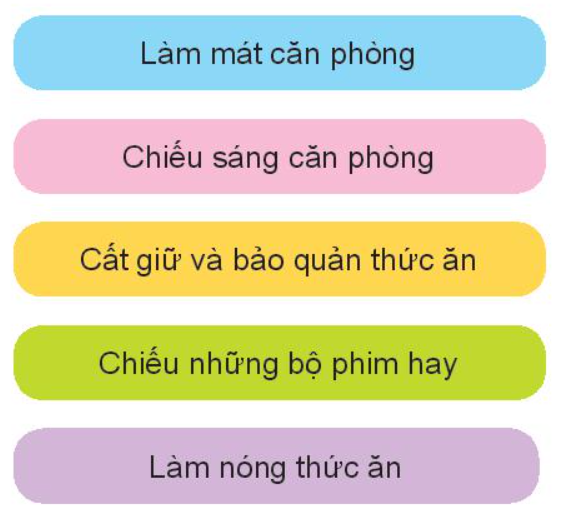 Làm mát căn phòng
Chiếu sáng căn phòng
Cất giữ và bảo quản thức ăn
Chiếu những bộ phim hay
Làm nóng thức ăn